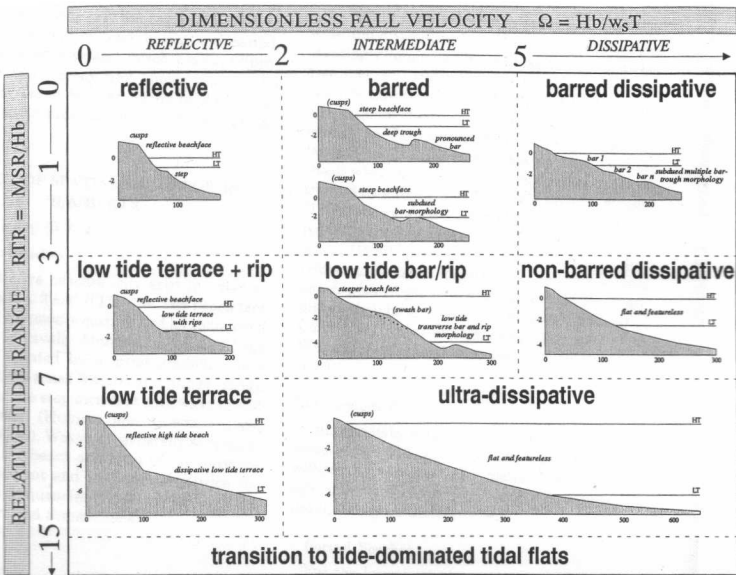 DIMENSIONLESS FALL VELOCITY Ω = Hb/wsT
0 REFLECTIVE 2 INTERMEDIATE 5 DISSIPATIVE
RELATIVE TIDE RANGE RTR = MSR/Hb
0
1
3
7
15
reflective
cusps
reflective beachface
HT
LT
step
0
-2
0 100
barred
(cusps)
steep beachface
HT
LT
deep trough
pronounced
bar
0
-2
0 100 200
(cusps)
steep beachface
HT
subdued
bar-morphology
LT
0
-2
0 100 200
barred dissipative
HT
LT
bar 1
bar 2
bar n
subdued multiple bar-
trough morphology
0
-2
0 100 200
low tide terrace + rip
reflective beachface
HT
low tide terrace
with rips
LT
0
-2
0 100 200
low tide bar/rip
steeper beach face
HT
(swash bar)
low tide
transverse bar and rip
morphology
LT
0
-2
-4
0 100 200 300
non-barred dissipative
HT
flat and featureless
LT
0
-2
-4
0 100 200 300
low tide terrace
(cusps)
HT
reflective high tide beach
dissipative low tide terrace
LT
0
-2
-4
-6
0 100 200 300
ultra-dissipative
(cusps)
HT
flat and featureless
LT
0
-2
-4
-6
0 100 200 300 400 500 600
transition to tide-dominated tidal flats